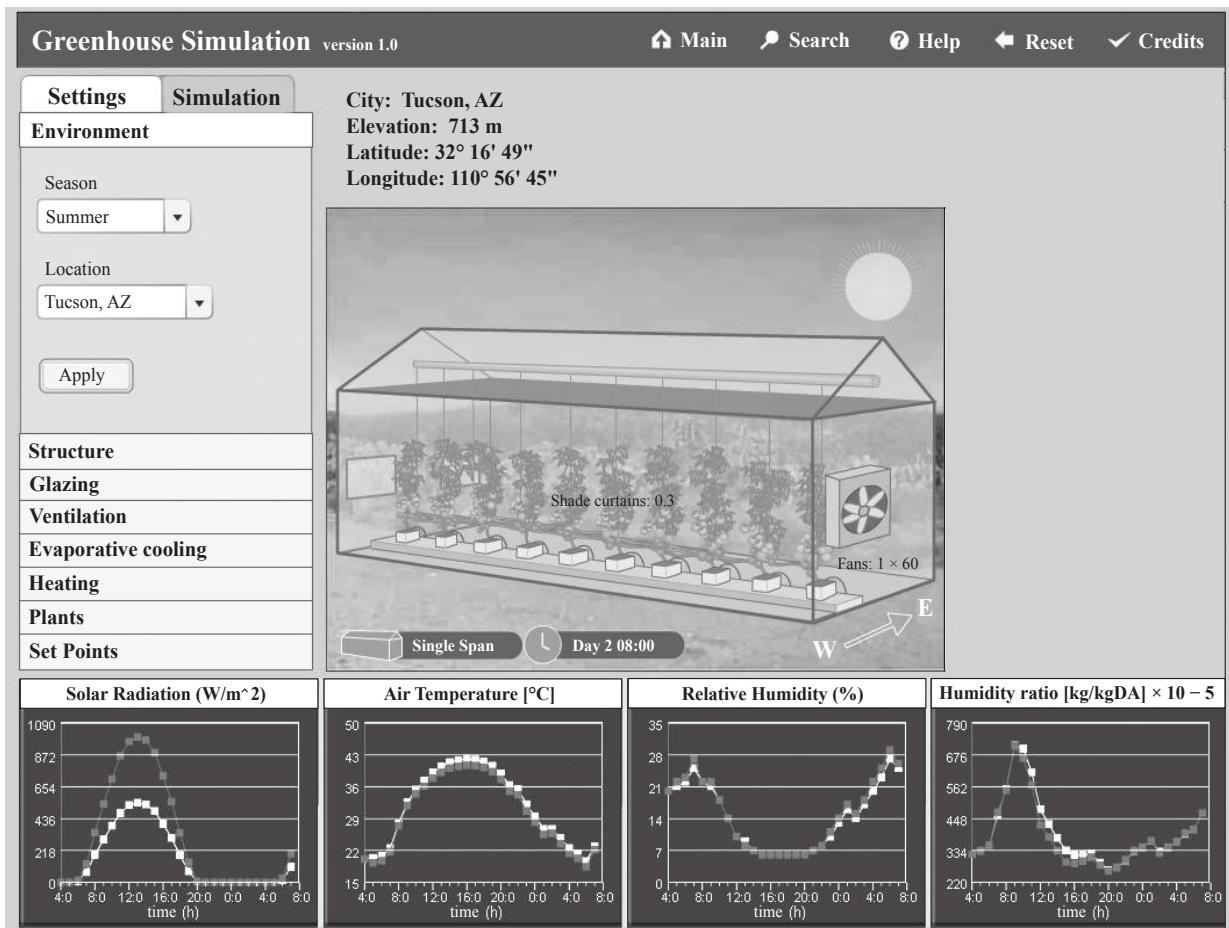 Greenhouse Simulation version 1.0
Main
Search
Help
Reset
Credits
Settings
Simulation
Environment
Season
Summer
Location
Tucson, AZ
Apply
Structure
Glazing
Ventilation
Evaporative cooling
Heating
Plants
Set Points
City: Tucson, AZ
Elevation: 713 m
Latitude: 32° 16' 49"
Longitude: 110° 56' 45"
Shade curtains: 0.3
Fans: 1 × 60
Single Span
Day 2 08:00
W
E
Solar Radiation (W/m^2)
1090
872
654
436
218
0
4:0 8:0 12:0 16:0 20:0 0:0 4:0 8:0
time (h)
Air Temperature [°C]
50
43
36
29
22
15
4:0 8:0 12:0 16:0 20:0 0:0 4:0 8:0
time (h)
Relative Humidity (%)
35
28
21
14
7
0
4:0 8:0 12:0 16:0 20:0 0:0 4:0 8:0
time (h)
Humidity ratio [kg/kgDA] × 10 − 5
790
676
562
448
334
220
4:0 8:0 12:0 16:0 20:0 0:0 4:0 8:0
time (h)